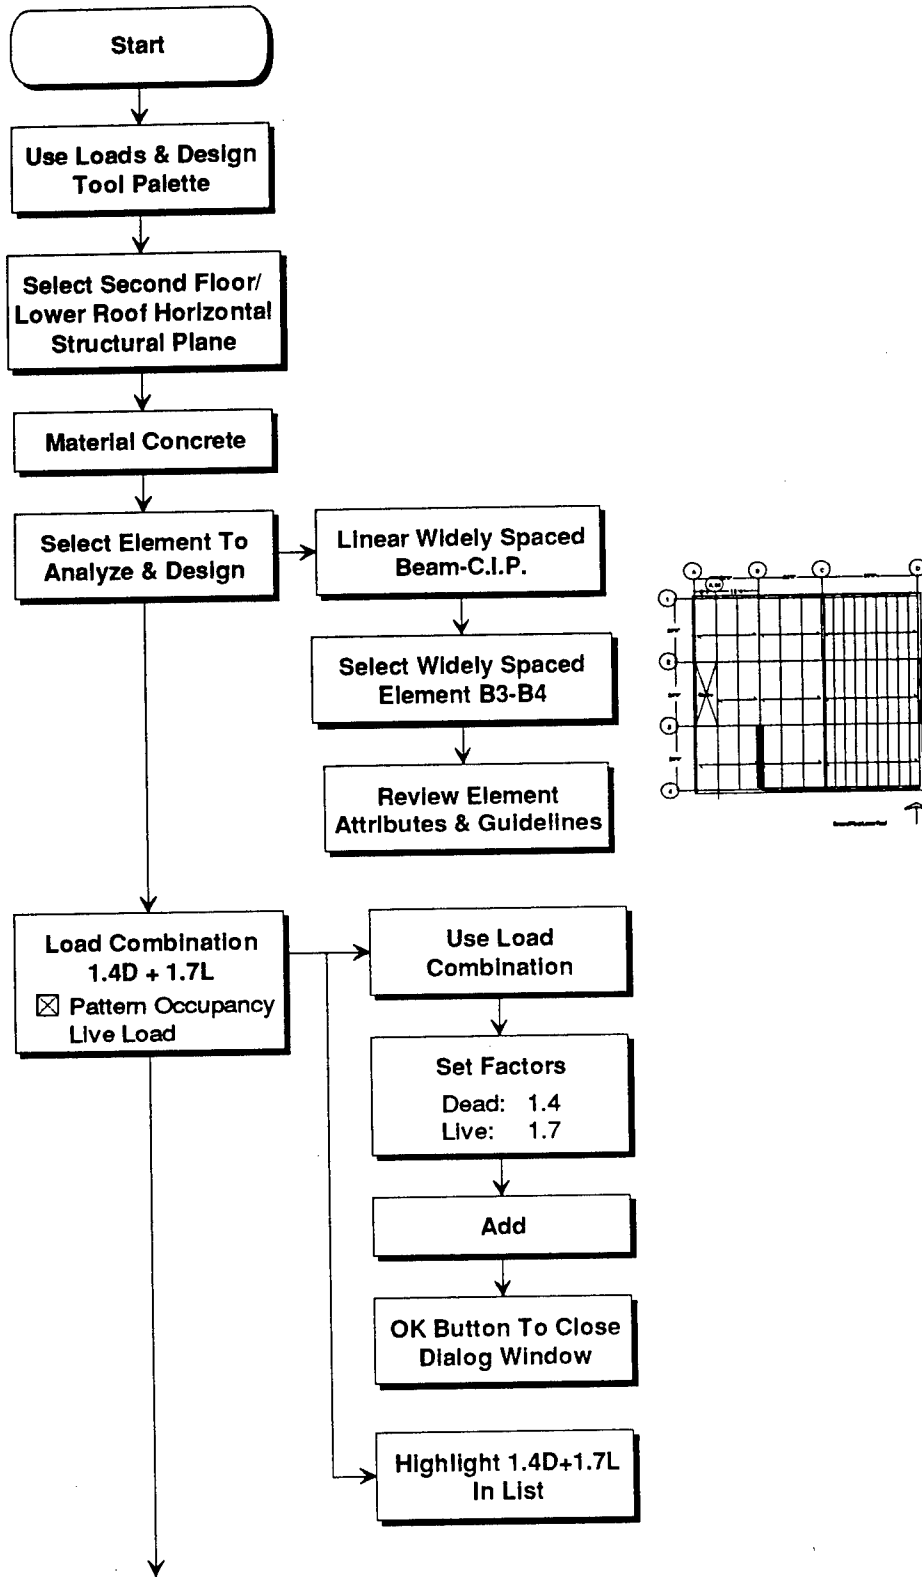 Start
Use Loads & Design
Tool Palette
Select Second Floor/
Lower Roof Horizontal
Structural Plane
Material Concrete
Select Element To
Analyze & Design
Linear Widely Spaced
Beam-C.I.P.
Select Widely Spaced
Element B3-B4
Review Element
Attributes & Guidelines
A
B
C
D
Load Combination
1.4D + 1.7L
Pattern Occupancy
Live Load
Use Load
Combination
Set Factors
Dead: 1.4
Live: 1.7
Add
OK Button To Close
Dialog Window
Highlight 1.4D+1.7L
In List